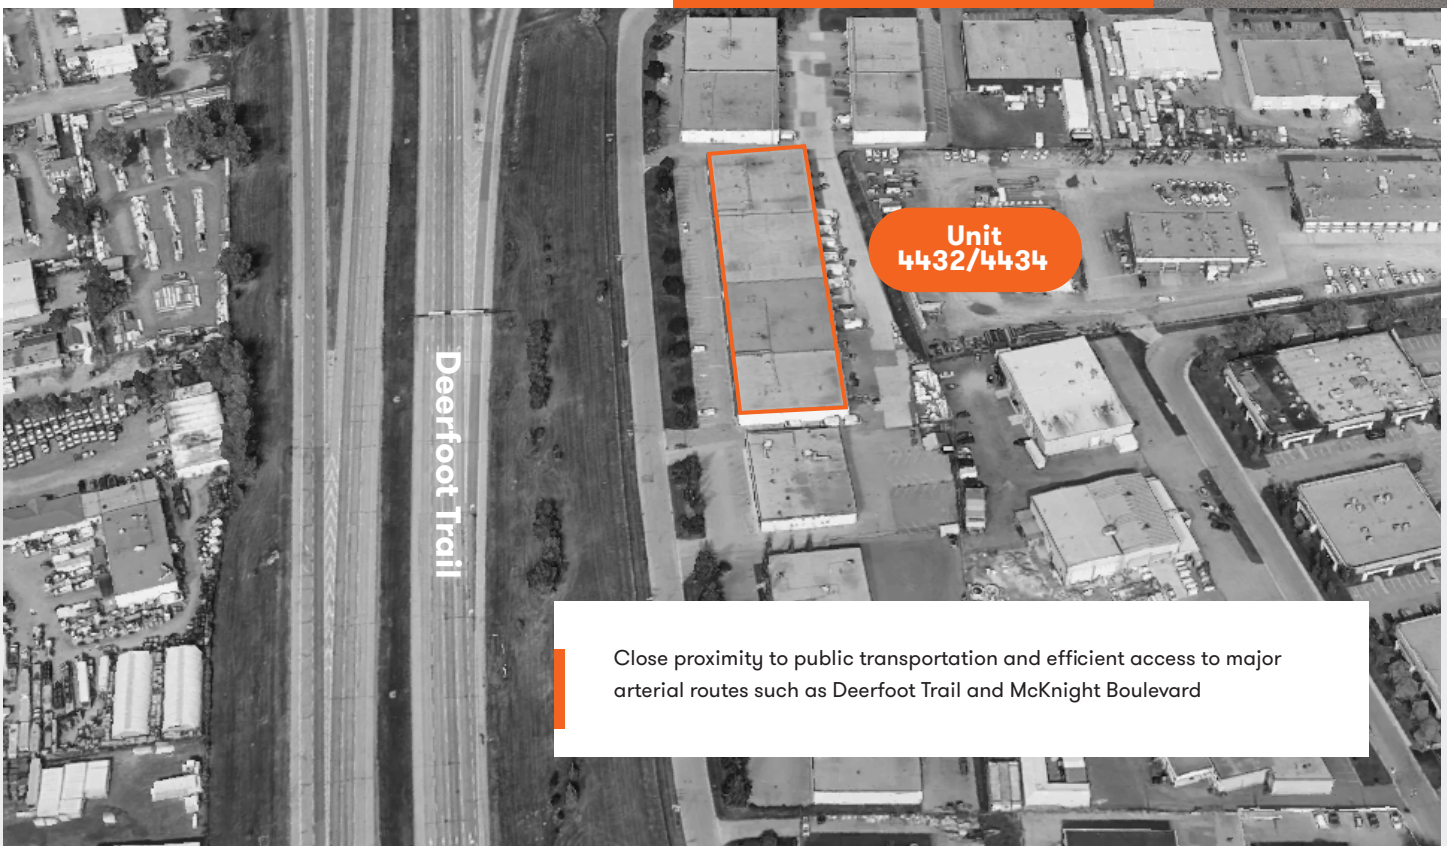 Unit
4432/4434
Deerfoot Trail
Close proximity to public transportation and efficient access to major
arterial routes such as Deerfoot Trail and McKnight Boulevard